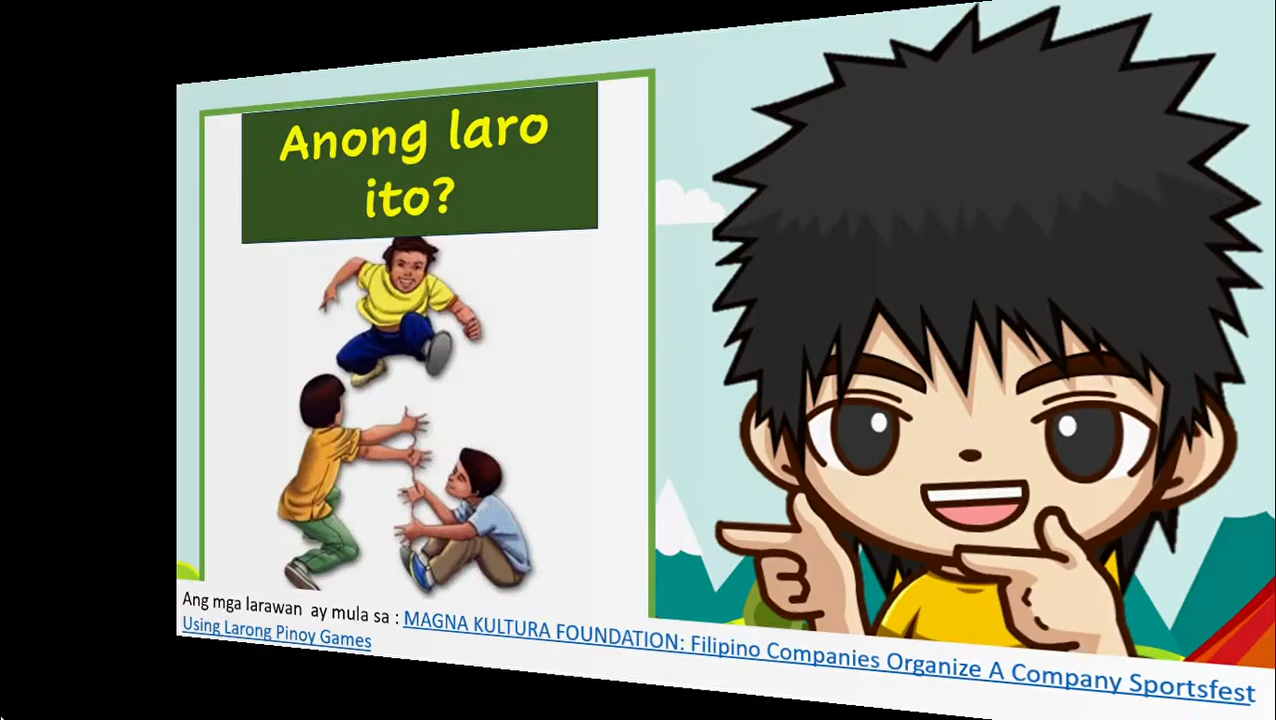 Anong laro
ito?
Ang mga larawan ay mula sa : MAGNA KULTURA FOUNDATION: Filipino Companies Organize A Company Sportsfest
Using Larong Pinoy Games